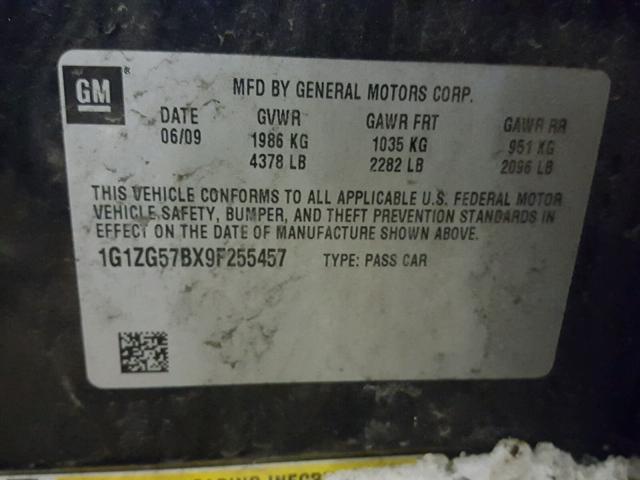 GM ®
MFD BY GENERAL MOTORS CORP.
DATE GVWR GAWR FRT GAWR RR
06/09 1986 KG 1035 KG 951 KG
4378 LB 2282 LB 2096 LB
THIS VEHICLE CONFORMS TO ALL APPLICABLE U.S. FEDERAL MOTOR
VEHICLE SAFETY, BUMPER, AND THEFT PREVENTION STANDARDS IN
EFFECT ON THE DATE OF MANUFACTURE SHOWN ABOVE.
1G1ZG57BX9F255457 TYPE: PASS CAR